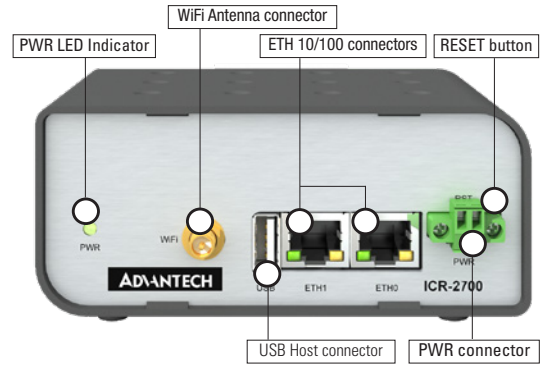 WiFi Antenna connector
PWR LED Indicator
ETH 10/100 connectors
RESET button
RST
WiFi
PWR
PWR
ADVANTECH
USB
ETH1
ETH0
ICR-2700
USB Host connector
PWR connector